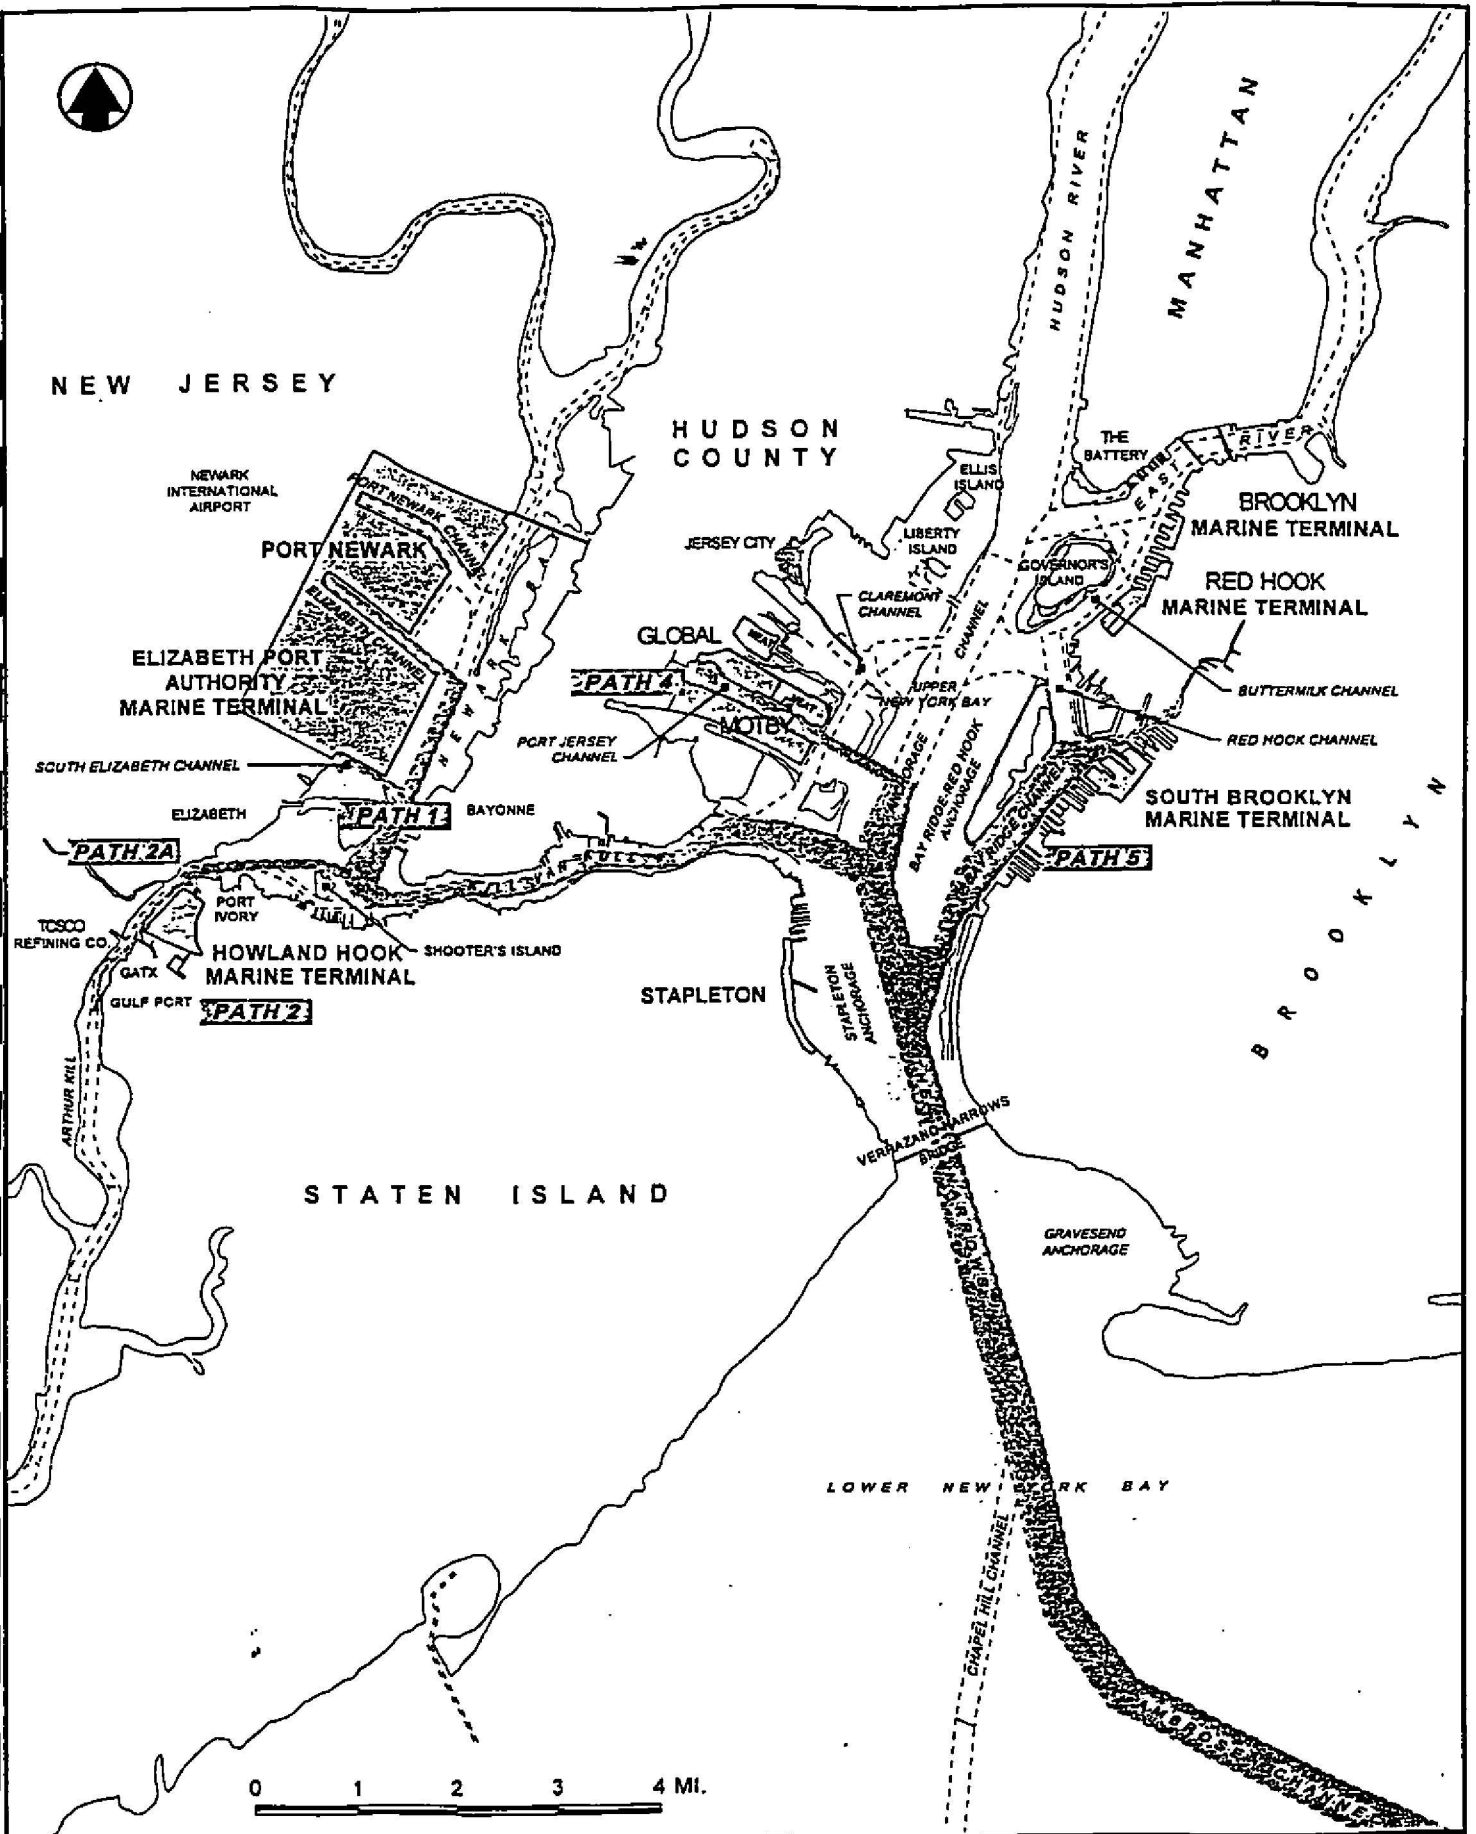 HUDSON RIVER
MANHATTAN
NEW JERSEY
HUDSON
COUNTY
THE
BATTERY
EAST RIVER
NEWARK
INTERNATIONAL
AIRPORT
PORT NEWARK CHANNEL
ELLIS
ISLAND
BROOKLYN
MARINE TERMINAL
PORT NEWARK
JERSEY CITY
LIBERTY
ISLAND
GOVERNOR'S
ISLAND
RED HOOK
MARINE TERMINAL
ELIZABETH CHANNEL
CLAREMONT
CHANNEL
CHANNEL
GLOBAL
ELIZABETH PORT
AUTHORITY
MARINE TERMINAL
PATH 4
UPPER
NEW YORK BAY
BUTTERMILK CHANNEL
MOTBY
PORT JERSEY
CHANNEL
RED HOOK CHANNEL
SOUTH ELIZABETH CHANNEL
ANCHORAGE
BAY RIDGE-RED HOOK
ANCHORAGE
BAY RIDGE CHANNEL
SOUTH BROOKLYN
MARINE TERMINAL
BROOKLYN
ELIZABETH
PATH 1
BAYONNE
PATH 2A
KILL VAN KULL
PATH 5
PORT
IVORY
TOSCO
REFINING CO.
HOWLAND HOOK
MARINE TERMINAL
SHOOTER'S ISLAND
GATX
GULF PORT
PATH 2
STAPLETON
STAPLETON
ANCHORAGE
ARTHUR KILL
VERRAZANO NARROWS
BRIDGE
STATEN ISLAND
GRAVESEND
ANCHORAGE
LOWER NEW YORK BAY
CHAPEL HILL CHANNEL
AMBROSE CHANNEL
0 1 2 3 4 MI.